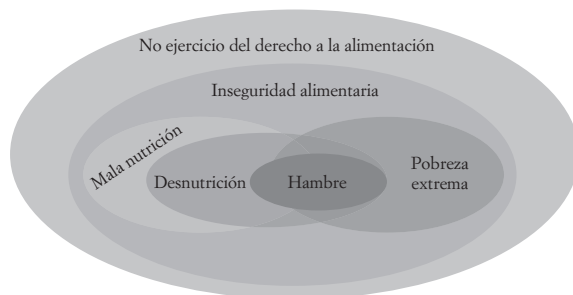 No ejercicio del derecho a la alimentación
Inseguridad alimentaria
Mala nutrición
Desnutrición
Hambre
Pobreza
extrema